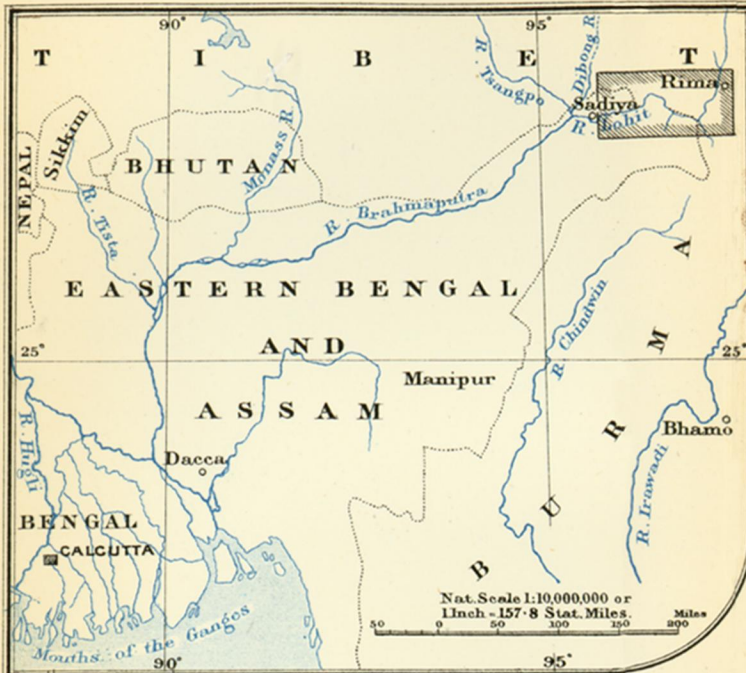 90°
95°
T I B E T
R. Tsangpo
Dibong R.
Rima
Sadiya
R. Lohit
Sikkim
NEPAL
BHUTAN
Monass R.
R. Tista
R. Brahmaputra
EASTERN BENGAL
AND
ASSAM
R. Chindwin
25°
25°
Manipur
BURMA
Bhamo
R. Hugli
Dacca
R. Irawadi
BENGAL
CALCUTTA
Nat. Scale 1:10,000,000 or
1 Inch = 157·8 Stat. Miles.
Miles
50 0 50 100 150 200
Mouths of the Ganges
90°
95°